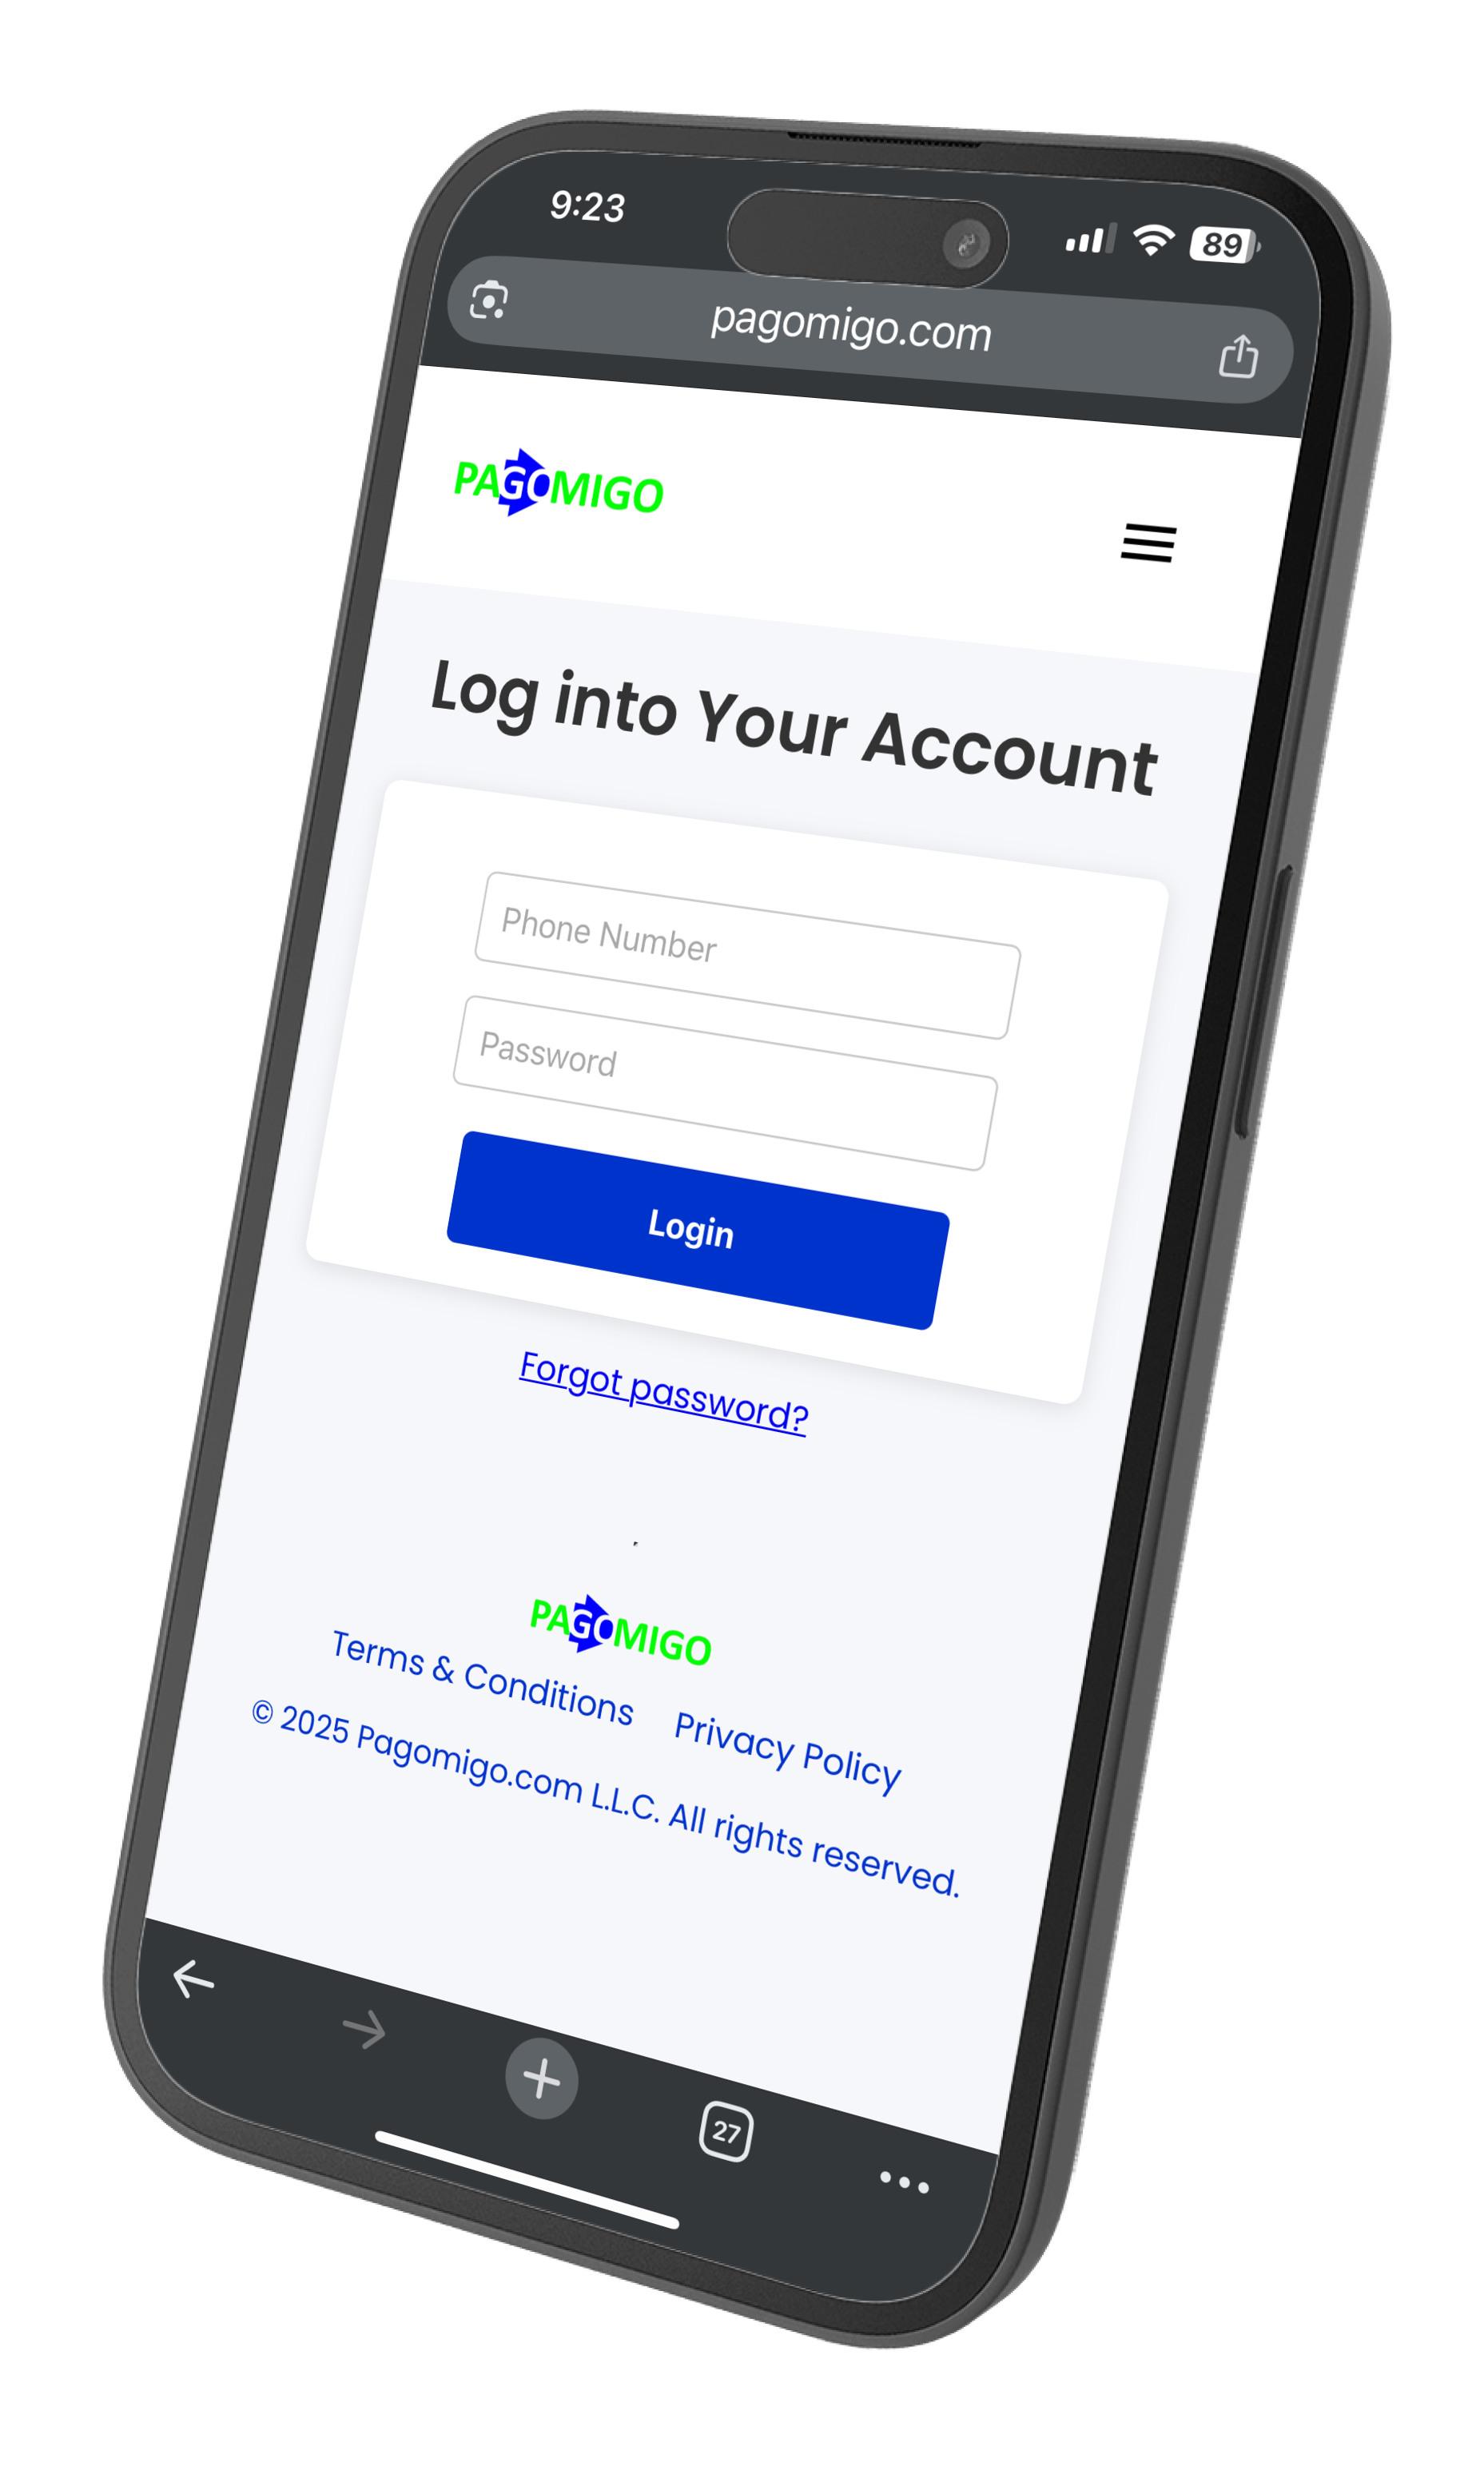 9:23
89
pagomigo.com
PAGOMIGO
Log into Your Account
Phone Number
Password
Login
Forgot password?
PAGOMIGO
Terms & Conditions Privacy Policy
© 2025 Pagomigo.com L.L.C. All rights reserved.
27